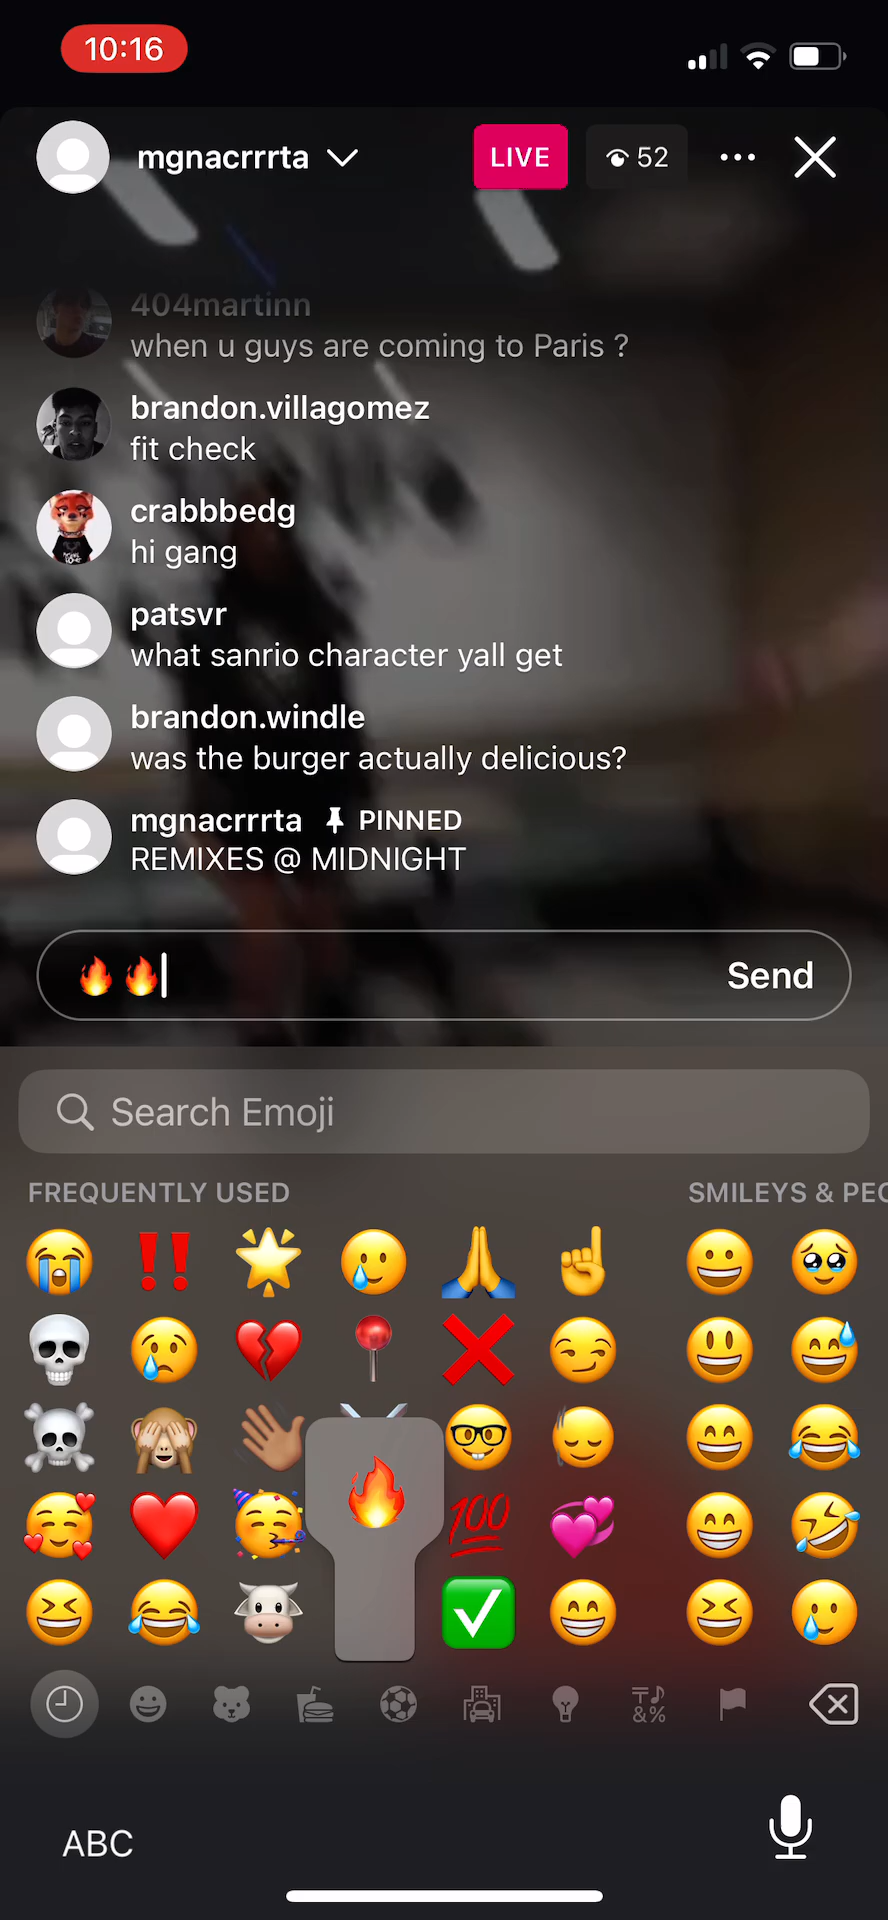 10:16
mgnacrrrta
LIVE
52
404martinn
when u guys are coming to Paris ?
brandon.villagomez
fit check
crabbbedg
hi gang
patsvr
what sanrio character yall get
brandon.windle
was the burger actually delicious?
mgnacrrrta PINNED
REMIXES @ MIDNIGHT
🔥🔥 Send
Search Emoji
FREQUENTLY USED SMILEYS & PEO
100
ABC